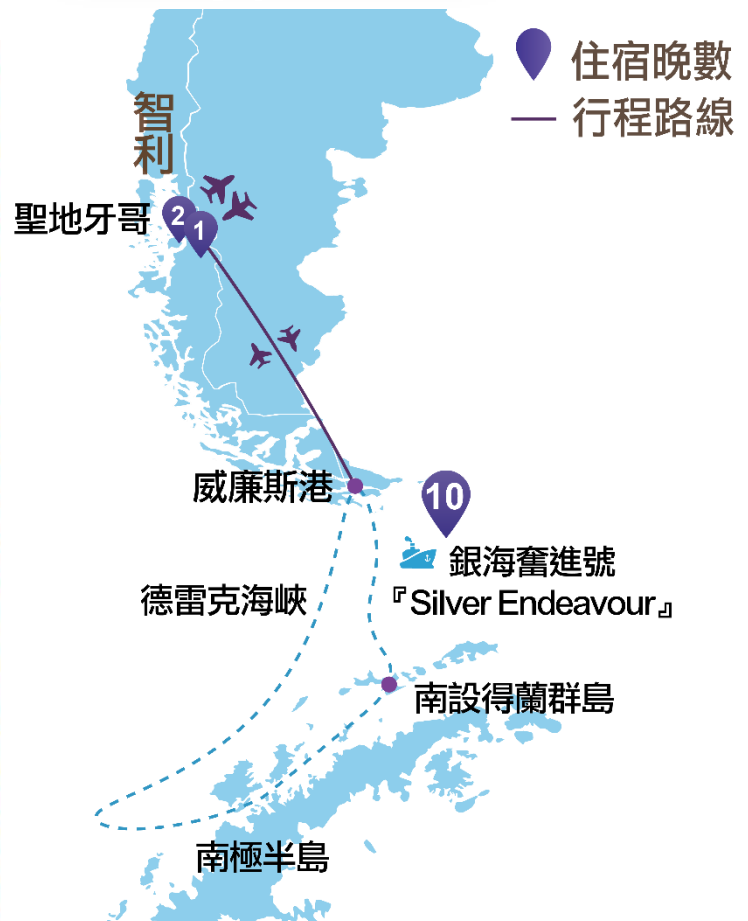 住宿晚數
行程路線
智利
聖地牙哥
2
1
威廉斯港
10
銀海奮進號
『Silver Endeavour』
德雷克海峽
南設得蘭群島
南極半島